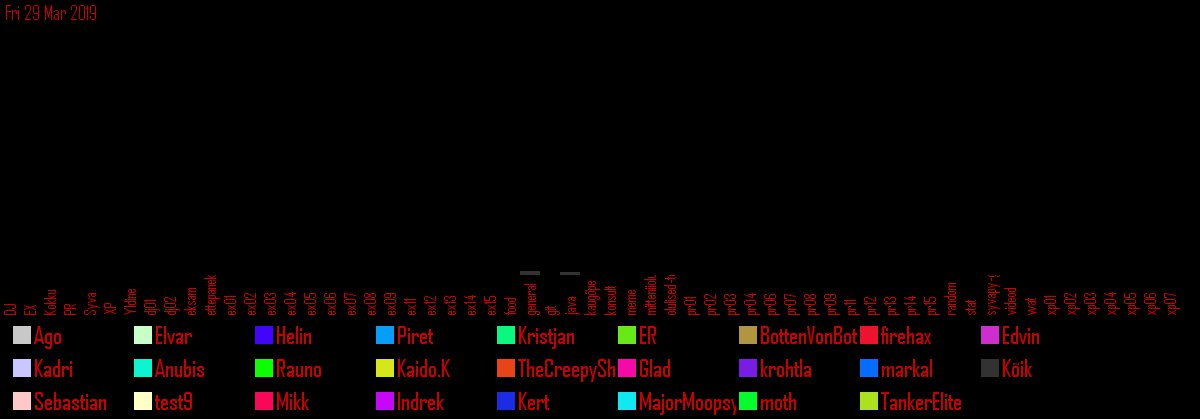 Fri 29 Mar 2019
DJ EX Kokku PR Syva XP Yldine dj01 dj02 eksam ettepanek ex01 ex02 ex03 ex04 ex05 ex06 ex07 ex08 ex09 ex11 ex12 ex13 ex14 ex15 food general git java kaugõpe konsult meme mitteriiol. olulised-h pr01 pr02 pr03 pr04 pr06 pr07 pr08 pr09 pr11 pr12 pr13 pr14 pr15 random stat syvapy-t videod wat xp01 xp02 xp03 xp04 xp05 xp06 xp07
Ago Elvar Helin Piret Kristjan ER BottenVonBot firehax Edvin
Kadri Anubis Rauno Kaido.K TheCreepySh Glad krohtla markal Kõik
Sebastian test9 Mikk Indrek Kert MajorMoopsy moth TankerElite